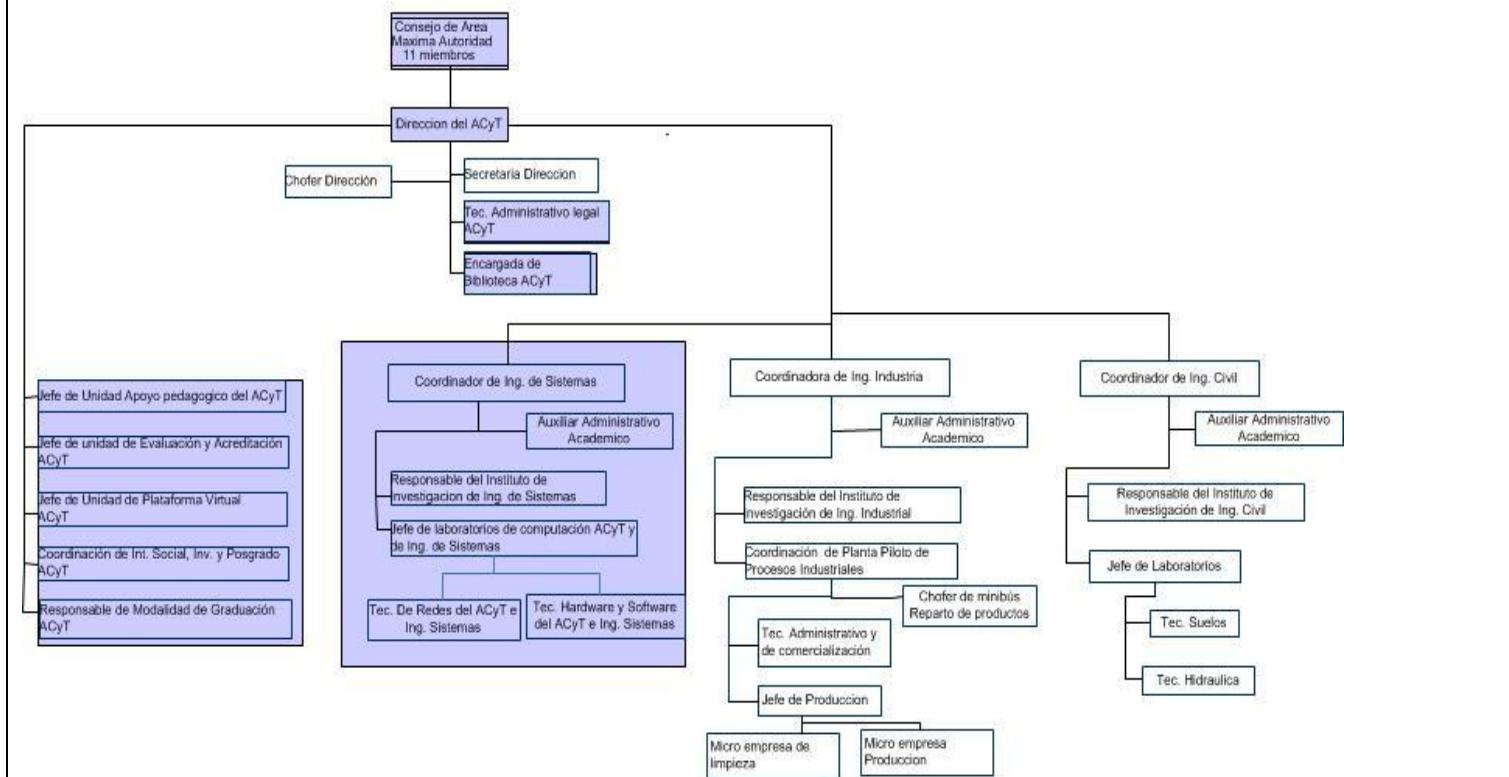 Consejo de Area
Maxima Autoridad
11 miembros
Direccion del ACyT
Chofer Dirección
Secretaria Direccion
Tec. Administrativo legal
ACyT
Encargada de
Biblioteca ACyT
Jefe de Unidad Apoyo pedagogico del ACyT
Jefe de unidad de Evaluación y Acreditación
ACyT
Jefe de Unidad de Plataforma Virtual
ACyT
Coordinación de Int. Social, Inv. y Posgrado
ACyT
Responsable de Modalidad de Graduación
ACyT
Coordinador de Ing. de Sistemas
Auxiliar Administrativo
Academico
Responsable del Instituto de
Investigacion de Ing. de Sistemas
Jefe de laboratorios de computación ACyT y
de Ing. de Sistemas
Tec. De Redes del ACyT e
Ing. Sistemas
Tec. Hardware y Software
del ACyT e Ing. Sistemas
Coordinadora de Ing. Industria
Auxiliar Administrativo
Academico
Responsable del Instituto de
Investigación de Ing. Industrial
Coordinación de Planta Piloto de
Procesos Industriales
Chofer de minibús
Reparto de productos
Tec. Administrativo y
de comercialización
Jefe de Produccion
Micro empresa de
limpieza
Micro empresa
Produccion
Coordinador de Ing. Civil
Auxiliar Administrativo
Academico
Responsable del Instituto de
Investigación de Ing. Civil
Jefe de Laboratorios
Tec. Suelos
Tec. Hidraulica